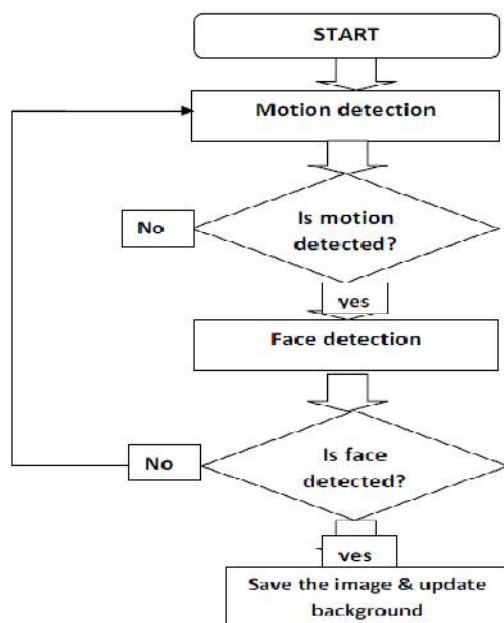 START
Motion detection
Is motion
detected?
No
yes
Face detection
Is face
detected?
No
yes
Save the image & update
background